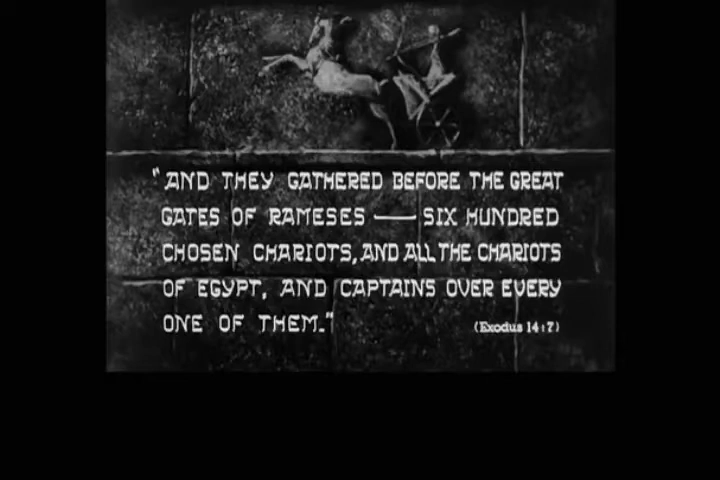 "AND THEY GATHERED BEFORE THE GREAT
GATES OF RAMESES — SIX HUNDRED
CHOSEN CHARIOTS, AND ALL THE CHARIOTS
OF EGYPT, AND CAPTAINS OVER EVERY
ONE OF THEM."
(Exodus 14:7)